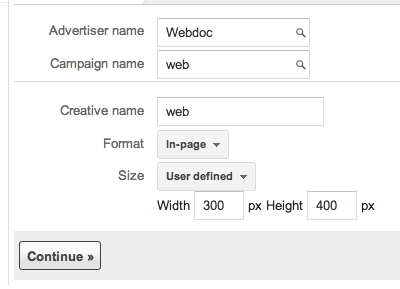 Advertiser name Webdoc
Campaign name web
Creative name web
Format In-page
Size User defined
Width 300 px Height 400 px
Continue »